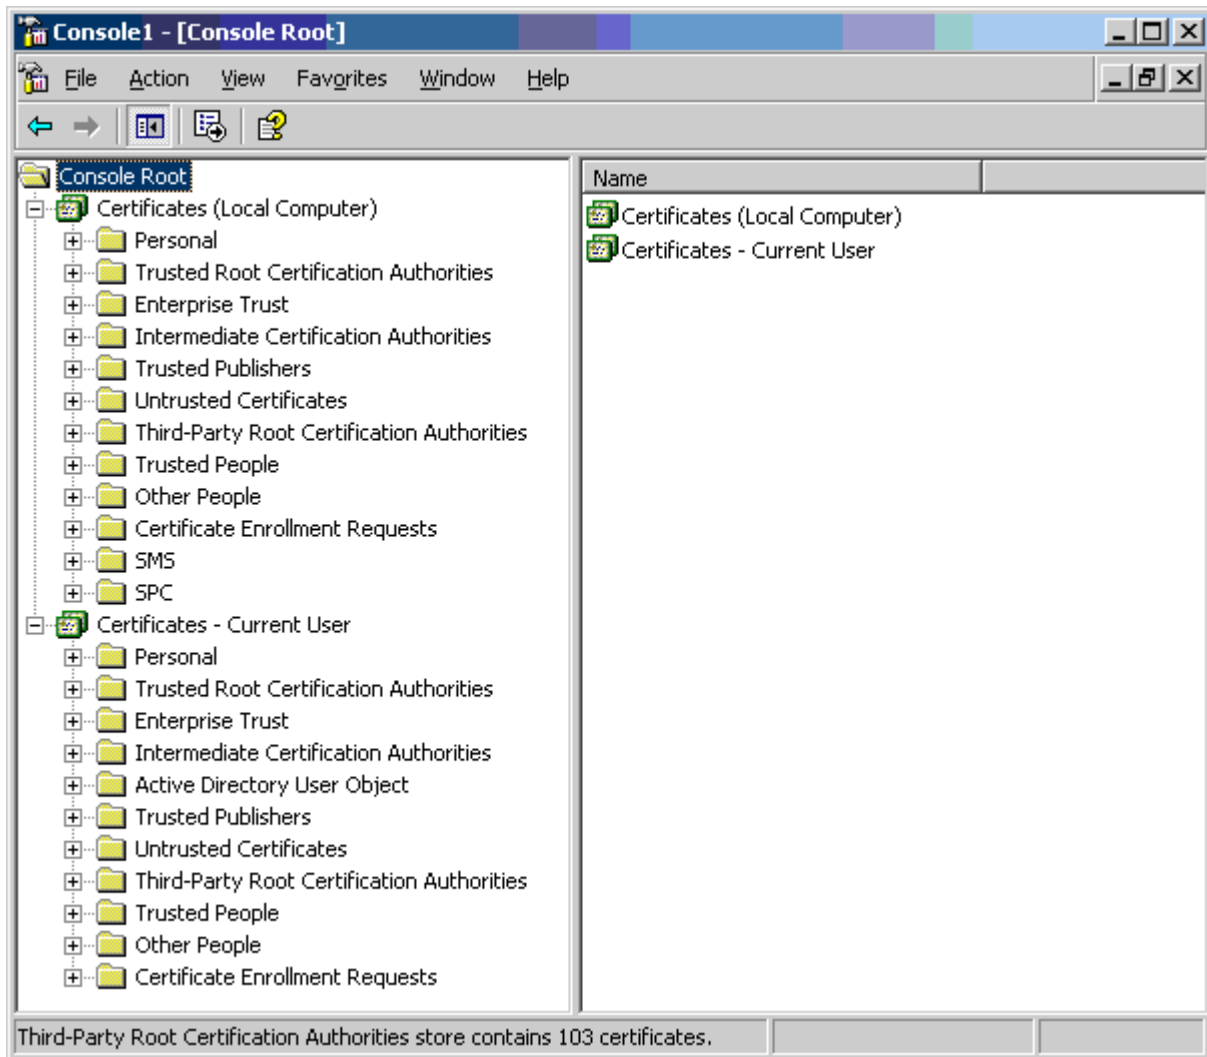 Console1 - [Console Root]
File Action View Favorites Window Help
Console Root
Certificates (Local Computer)
Personal
Trusted Root Certification Authorities
Enterprise Trust
Intermediate Certification Authorities
Trusted Publishers
Untrusted Certificates
Third-Party Root Certification Authorities
Trusted People
Other People
Certificate Enrollment Requests
SMS
SPC
Certificates - Current User
Personal
Trusted Root Certification Authorities
Enterprise Trust
Intermediate Certification Authorities
Active Directory User Object
Trusted Publishers
Untrusted Certificates
Third-Party Root Certification Authorities
Trusted People
Other People
Certificate Enrollment Requests
Name
Certificates (Local Computer)
Certificates - Current User
Third-Party Root Certification Authorities store contains 103 certificates.